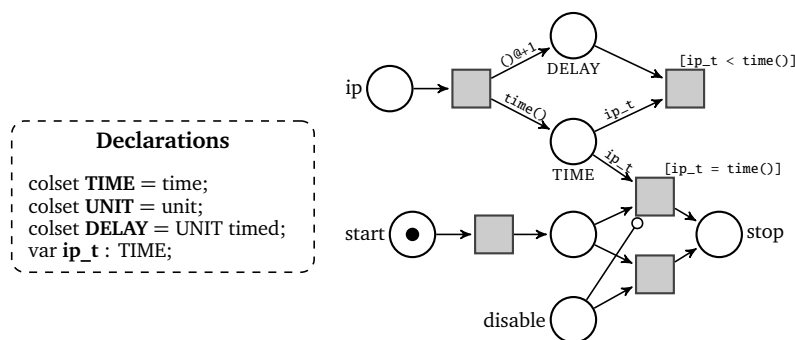 Declarations
colset TIME = time;
colset UNIT = unit;
colset DELAY = UNIT timed;
var ip_t : TIME;
ip
()@+1
DELAY
[ip_t < time()]
time()
ip_t
TIME
ip_t
[ip_t = time()]
start
stop
disable